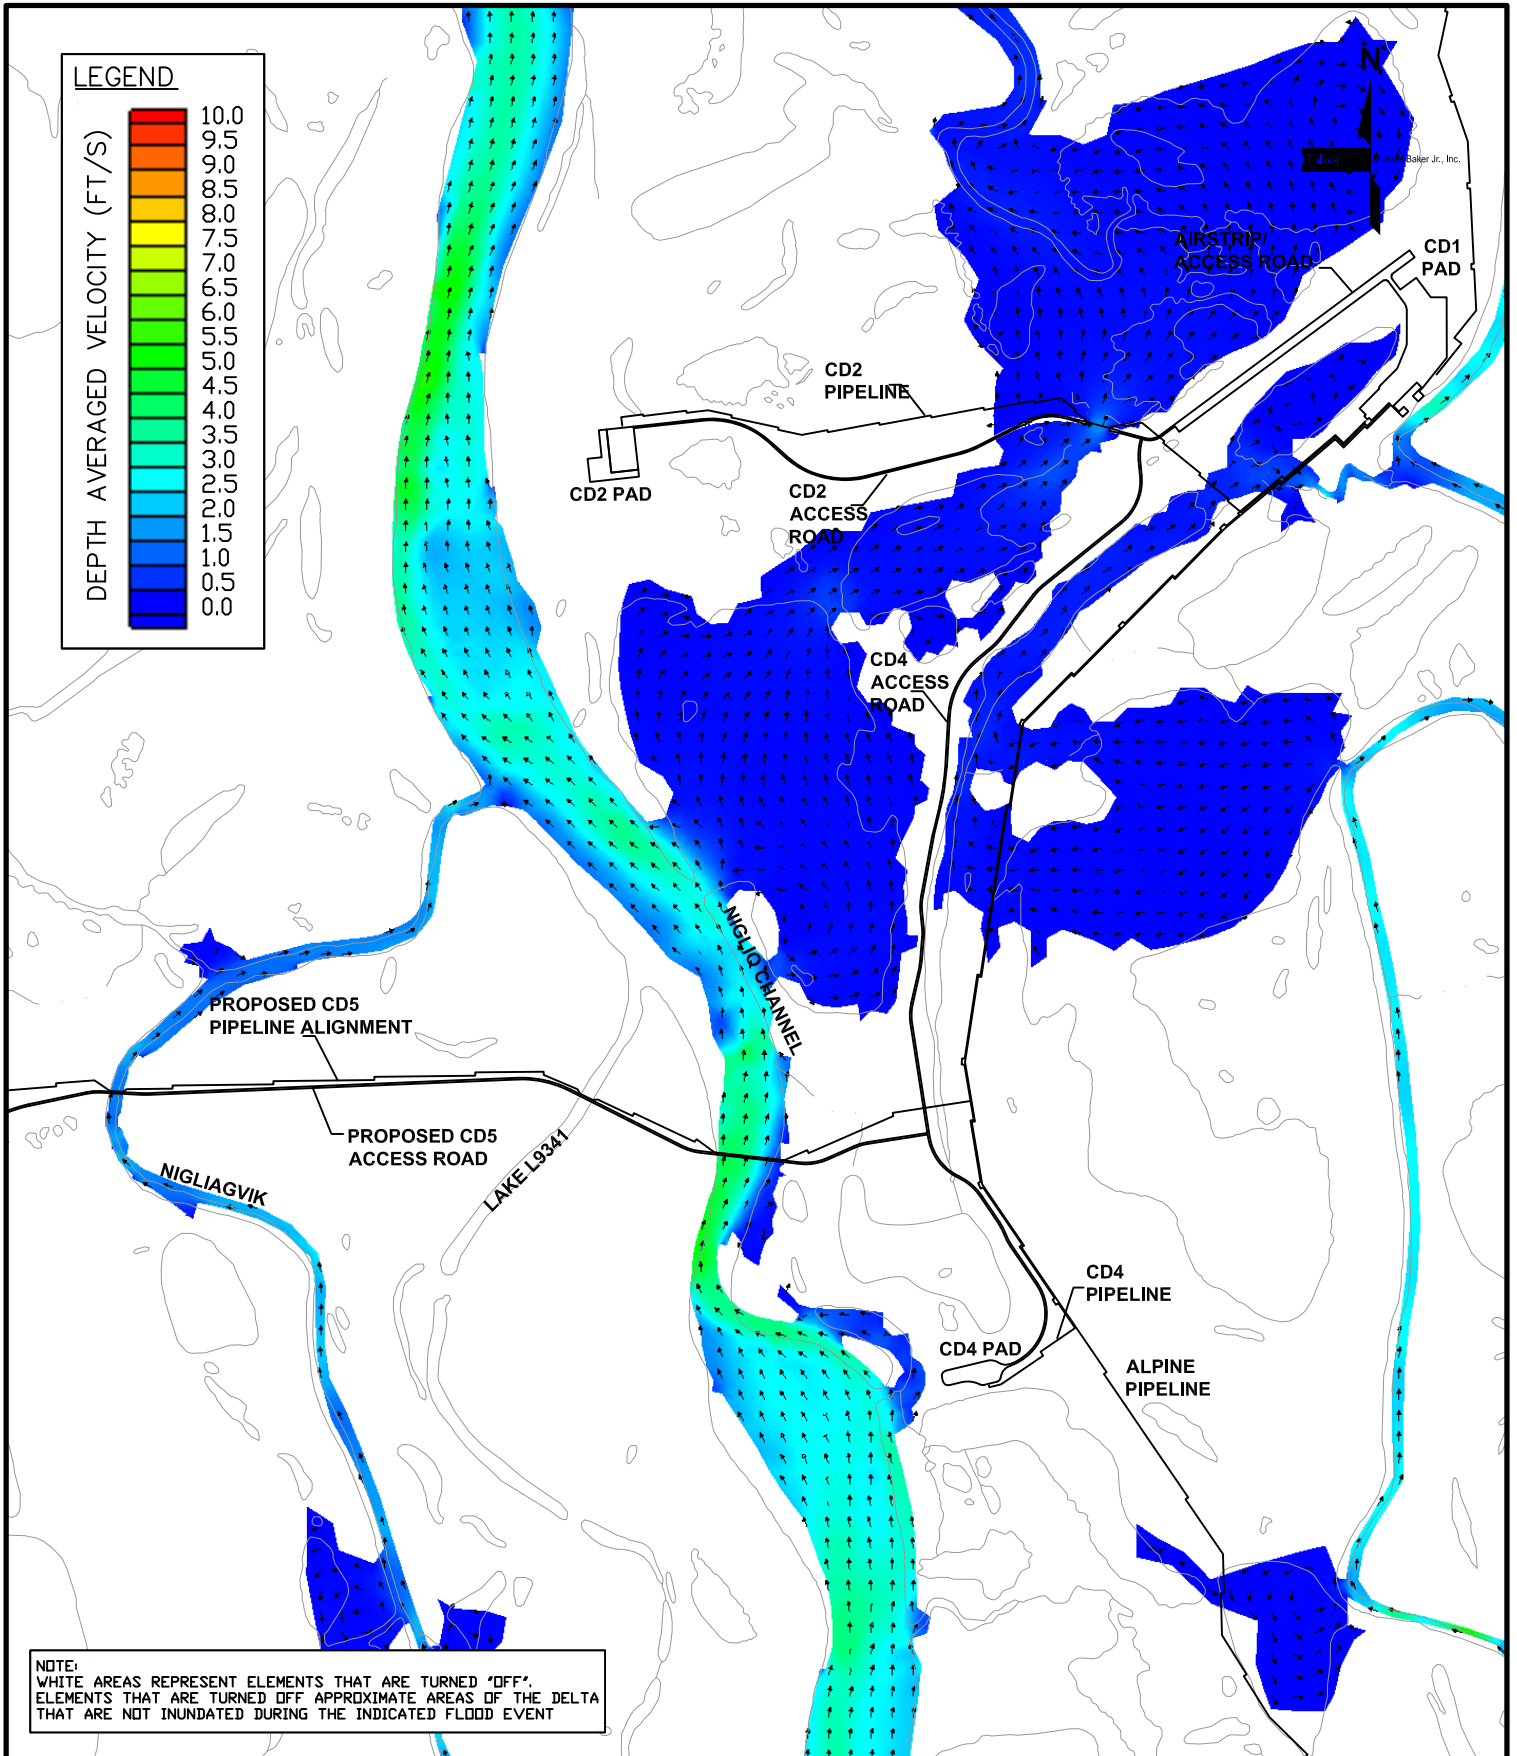 LEGEND
DEPTH AVERAGED VELOCITY (FT/S)
10.0
9.5
9.0
8.5
8.0
7.5
7.0
6.5
6.0
5.5
5.0
4.5
4.0
3.5
3.0
2.5
2.0
1.5
1.0
0.5
0.0
N
Baker Jr., Inc.
AIRSTRIP/
ACCESS ROAD
CD1
PAD
CD2
PIPELINE
CD2 PAD
CD2
ACCESS
ROAD
CD4
ACCESS
ROAD
NIGLIQ CHANNEL
PROPOSED CD5
PIPELINE ALIGNMENT
PROPOSED CD5
ACCESS ROAD
NIGLIAGVIK
LAKE L9341
CD4
PIPELINE
CD4 PAD
ALPINE
PIPELINE
NOTE:
WHITE AREAS REPRESENT ELEMENTS THAT ARE TURNED "OFF".
ELEMENTS THAT ARE TURNED OFF APPROXIMATE AREAS OF THE DELTA
THAT ARE NOT INUNDATED DURING THE INDICATED FLOOD EVENT